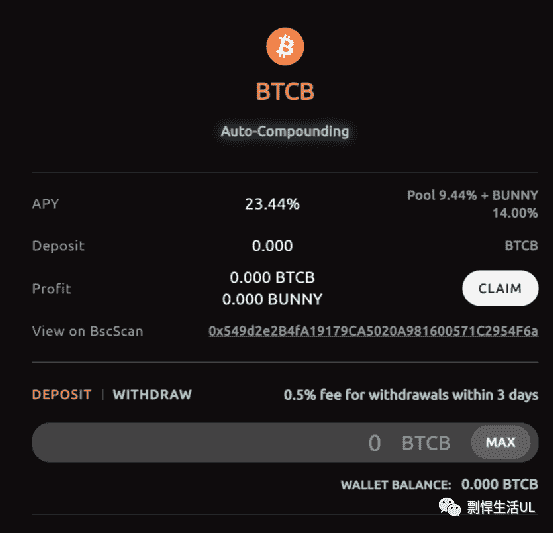 BTCB
Auto-Compounding
APY 23.44% Pool 9.44% + BUNNY
14.00%
Deposit 0.000 BTCB
Profit 0.000 BTCB
0.000 BUNNY
CLAIM
View on BscScan 0x549d2e2B4fA19179CA5020A981600571C2954F6a
DEPOSIT | WITHDRAW 0.5% fee for withdrawals within 3 days
0 BTCB MAX
WALLET BALANCE: 0.000 BTCB
剽悍生活UL